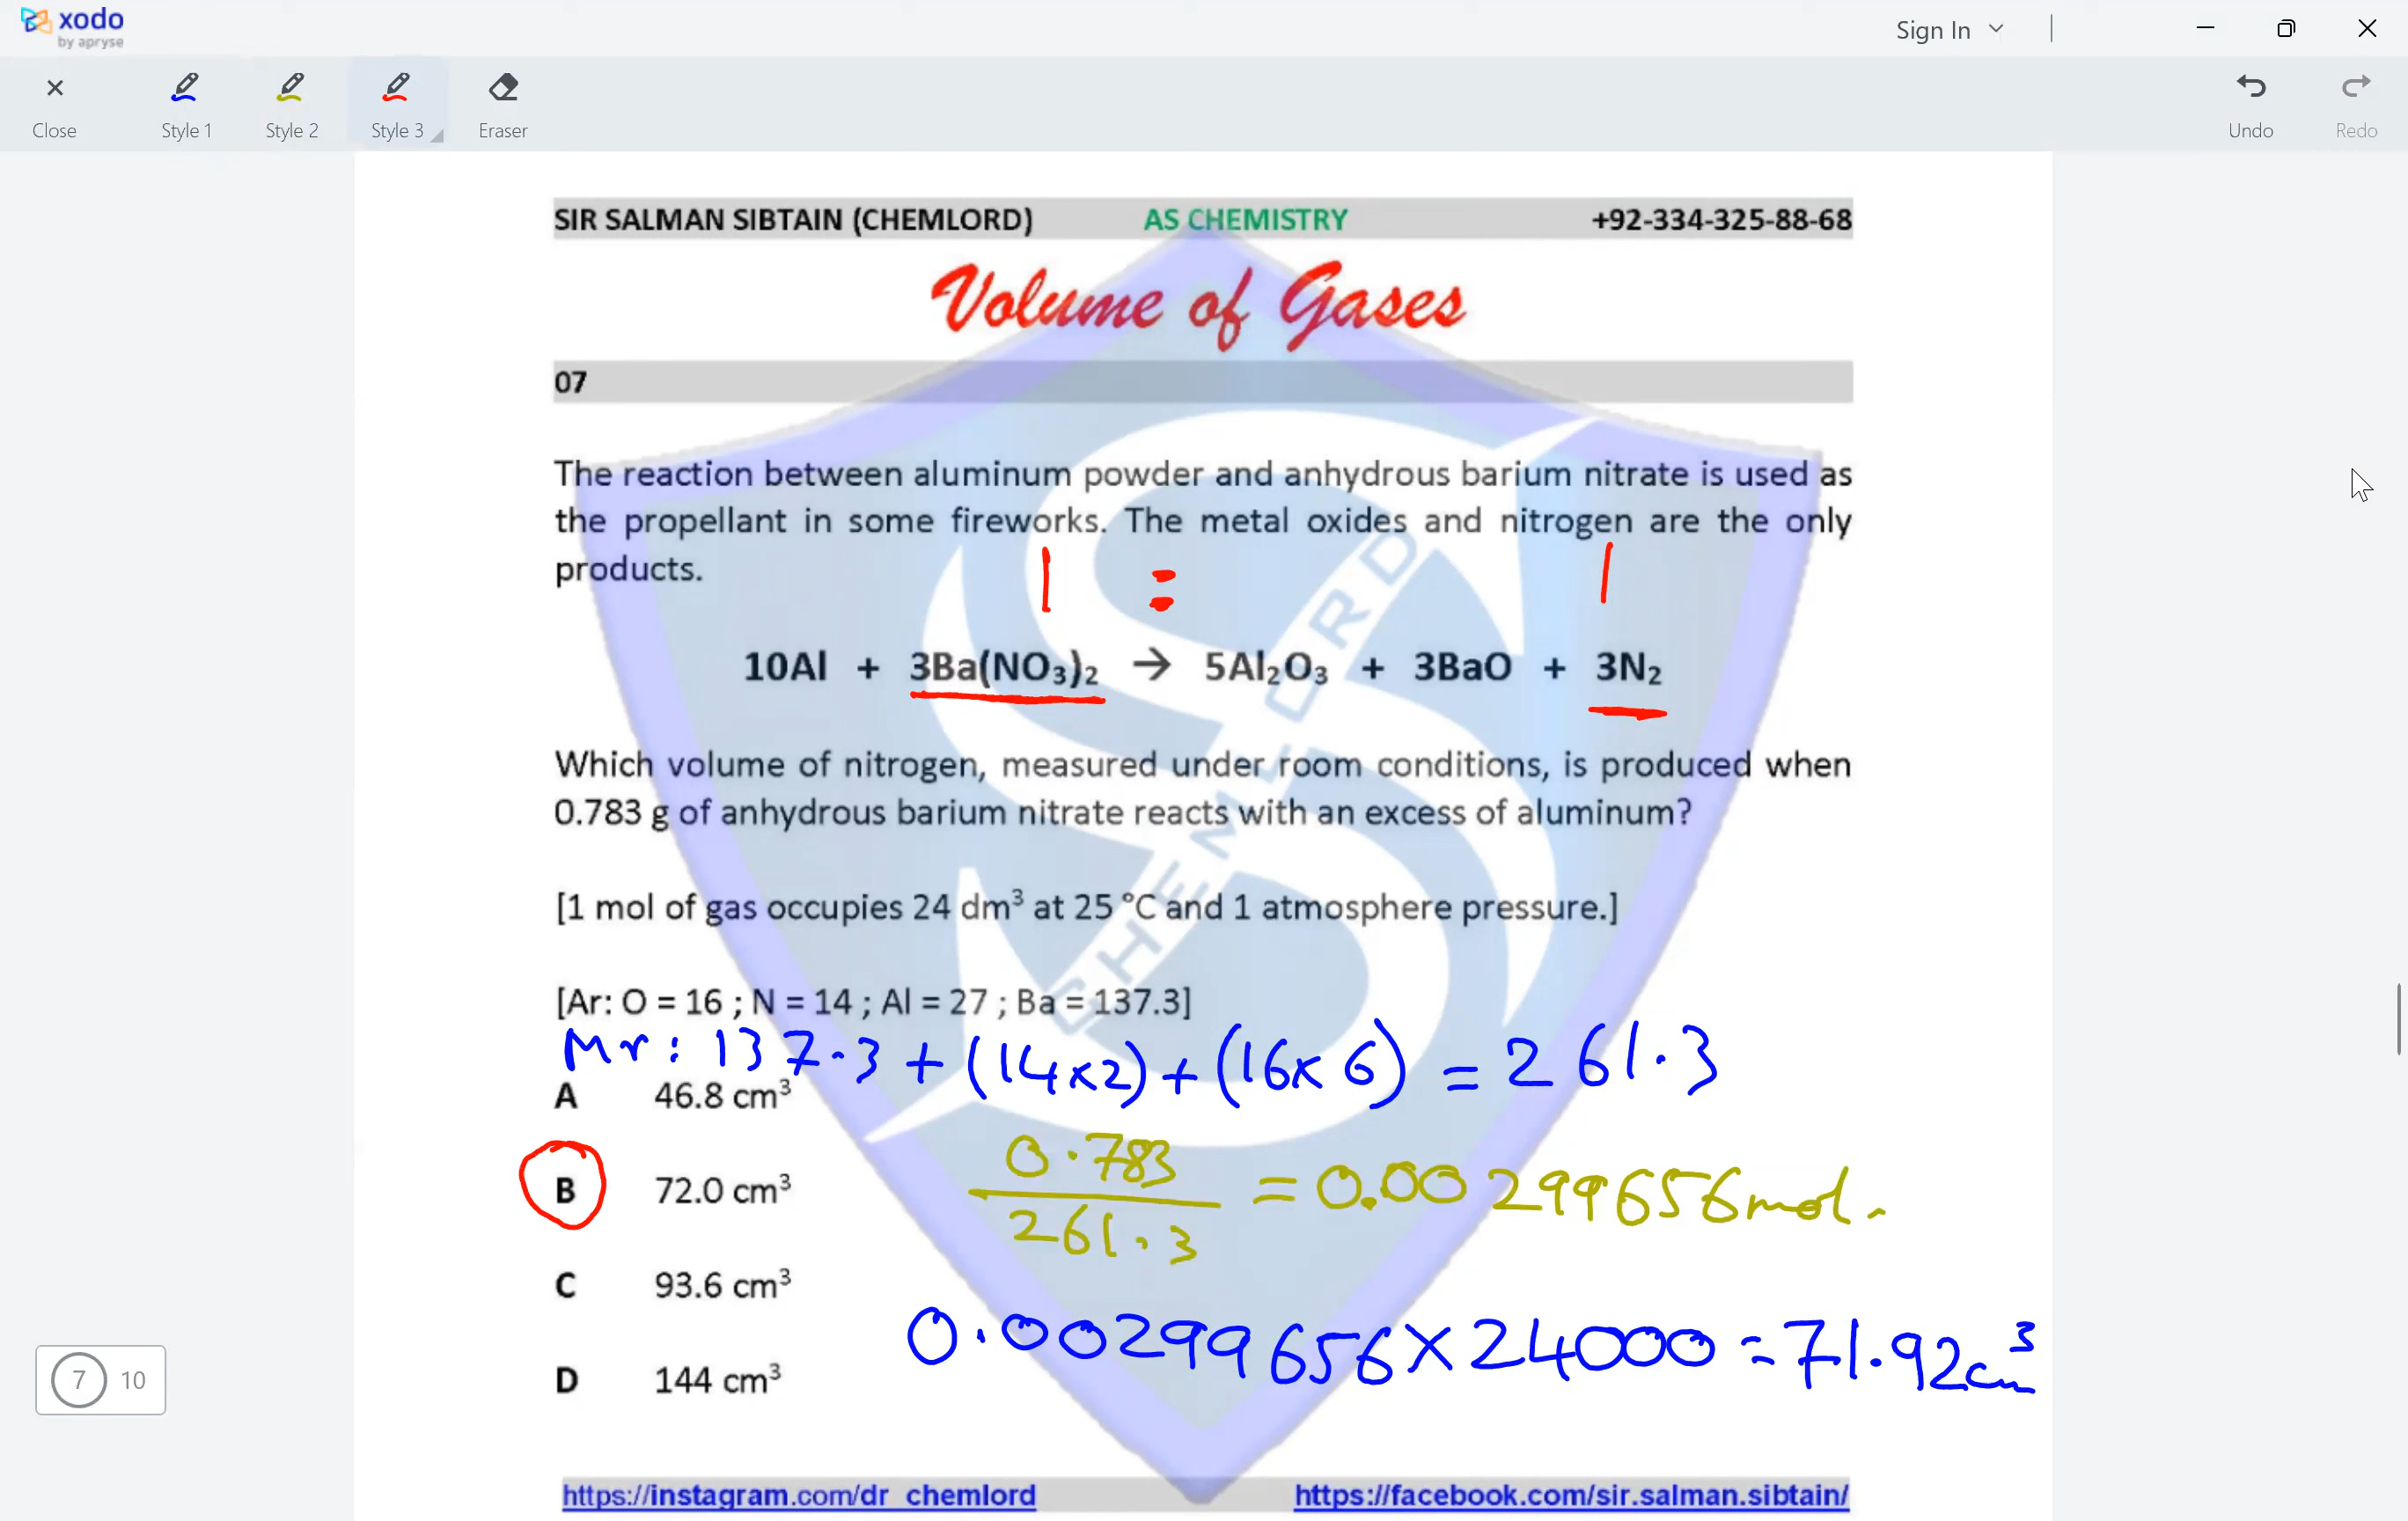 xodo
by apryse
Sign In
Close
Style 1
Style 2
Style 3
Eraser
Undo
Redo
SIR SALMAN SIBTAIN (CHEMLORD) AS CHEMISTRY +92-334-325-88-68
Volume of Gases
07
The reaction between aluminum powder and anhydrous barium nitrate is used as
the propellant in some fireworks. The metal oxides and nitrogen are the only
products.
1 : 1
10Al + 3Ba(NO₃)₂ → 5Al₂O₃ + 3BaO + 3N₂
Which volume of nitrogen, measured under room conditions, is produced when
0.783 g of anhydrous barium nitrate reacts with an excess of aluminum?
[1 mol of gas occupies 24 dm³ at 25 °C and 1 atmosphere pressure.]
[Ar: O = 16 ; N = 14 ; Al = 27 ; Ba = 137.3]
Mr: 137.3 + (14×2) + (16×6) = 261.3
A 46.8 cm³
B 72.0 cm³
0.783
261.3
= 0.00299656 mol.
C 93.6 cm³
0.00299656 × 24000 = 71.92cm³
D 144 cm³
7 10
CHEMLORD
https://instagram.com/dr_chemlord https://facebook.com/sir.salman.sibtain/